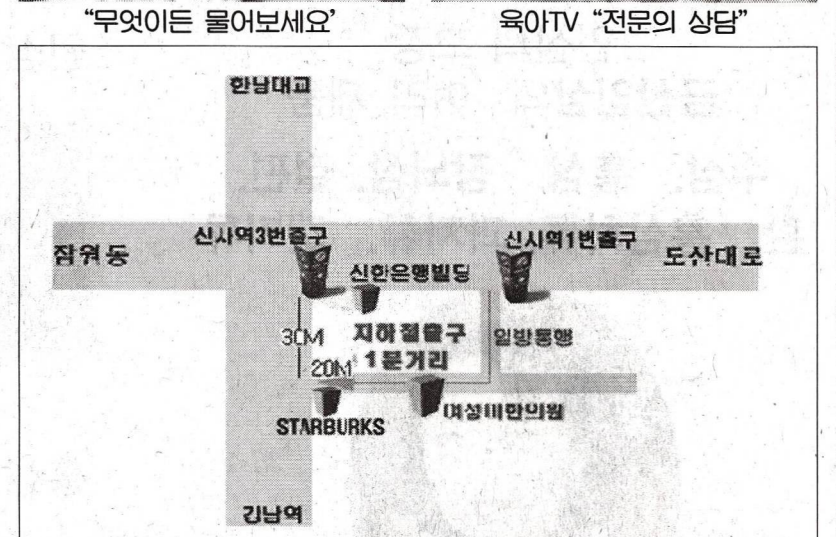 “무엇이든 물어보세요’
육아TV “전문의 상담”
한남대교
잠원동
신사역3번출구
신사역1번출구
도산대로
신한은행빌딩
30M
지하철출구
1분거리
일방통행
20M
STARBURKS
여성미한의원
강남역